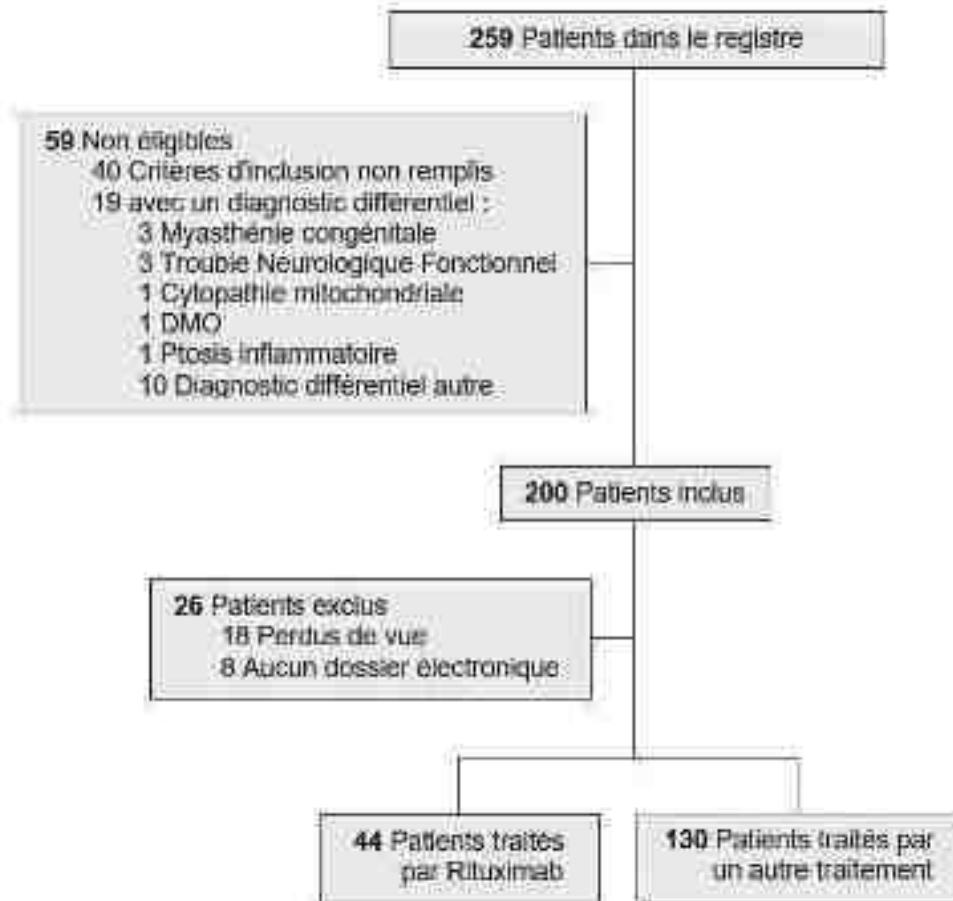 259 Patients dans le registre
59 Non éligibles
40 Critères d'inclusion non remplis
19 avec un diagnostic différentiel :
3 Myasthénie congénitale
3 Trouble Neurologique Fonctionnel
1 Cytopathie mitochondriale
1 DMO
1 Ptosis inflammatoire
10 Diagnostic différentiel autre
200 Patients inclus
26 Patients exclus
18 Perdus de vue
8 Aucun dossier électronique
44 Patients traités
par Rituximab
130 Patients traités par
un autre traitement